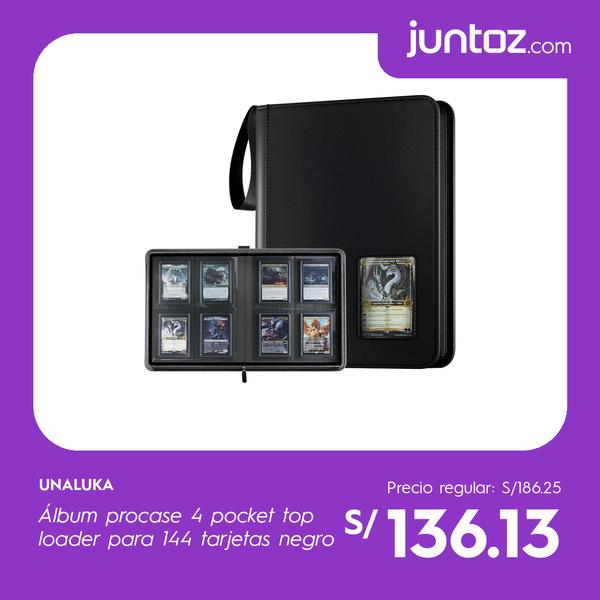 juntoz.com
UNALUKA
Álbum procase 4 pocket top
loader para 144 tarjetas negro
Precio regular: S/186.25
S/ 136.13